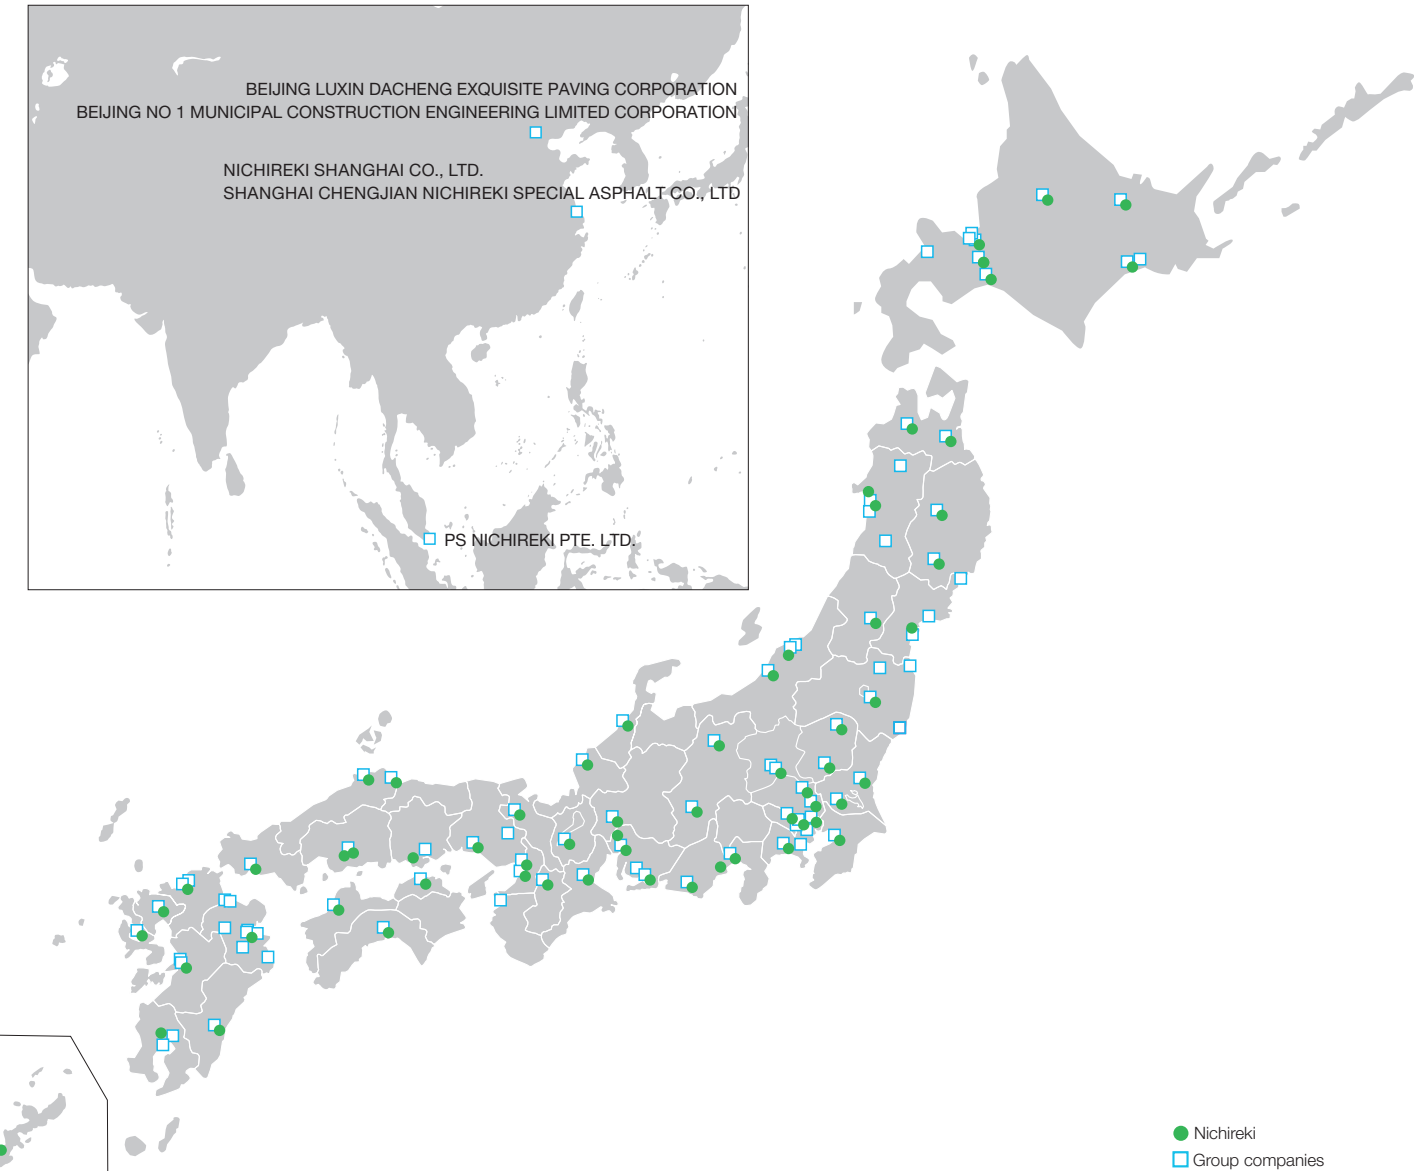 BEIJING LUXIN DACHENG EXQUISITE PAVING CORPORATION
BEIJING NO 1 MUNICIPAL CONSTRUCTION ENGINEERING LIMITED CORPORATION
NICHIREKI SHANGHAI CO., LTD.
SHANGHAI CHENGJIAN NICHIREKI SPECIAL ASPHALT CO., LTD
PS NICHIREKI PTE. LTD.
Nichireki
Group companies